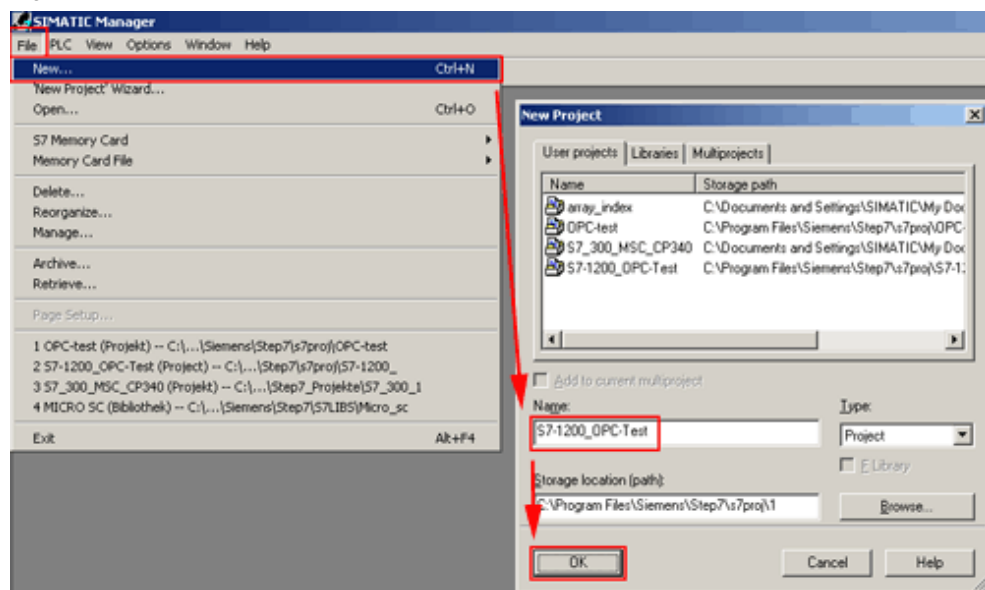 SIMATIC Manager
File PLC View Options Window Help
New... Ctrl+N
'New Project' Wizard...
Open... Ctrl+O
S7 Memory Card
Memory Card File
Delete...
Reorganize...
Manage...
Archive...
Retrieve...
Page Setup...
1 OPC-test (Projekt) -- C:\...\Siemens\Step7\s7proj\OPC-test
2 S7-1200_OPC-Test (Project) -- C:\...\Step7\s7proj\S7-1200_
3 S7_300_MSC_CP340 (Projekt) -- C:\...\Step7_Projekte\S7_300_1
4 MICRO SC (Bibliothek) -- C:\...\Siemens\Step7\S7LIBS\Micro_sc
Exit Alt+F4
New Project
User projects Libraries Multiprojects
Name Storage path
array_index C:\Documents and Settings\SIMATIC\My Doc
OPC-test C:\Program Files\Siemens\Step7\s7proj\OPC-
S7_300_MSC_CP340 C:\Documents and Settings\SIMATIC\My Doc
S7-1200_OPC-Test C:\Program Files\Siemens\Step7\s7proj\S7-1:
Add to current multiproject
Name: Type:
S7-1200_OPC-Test Project
F Library
Storage location (path):
C:\Program Files\Siemens\Step7\s7proj\1 Browse...
OK Cancel Help